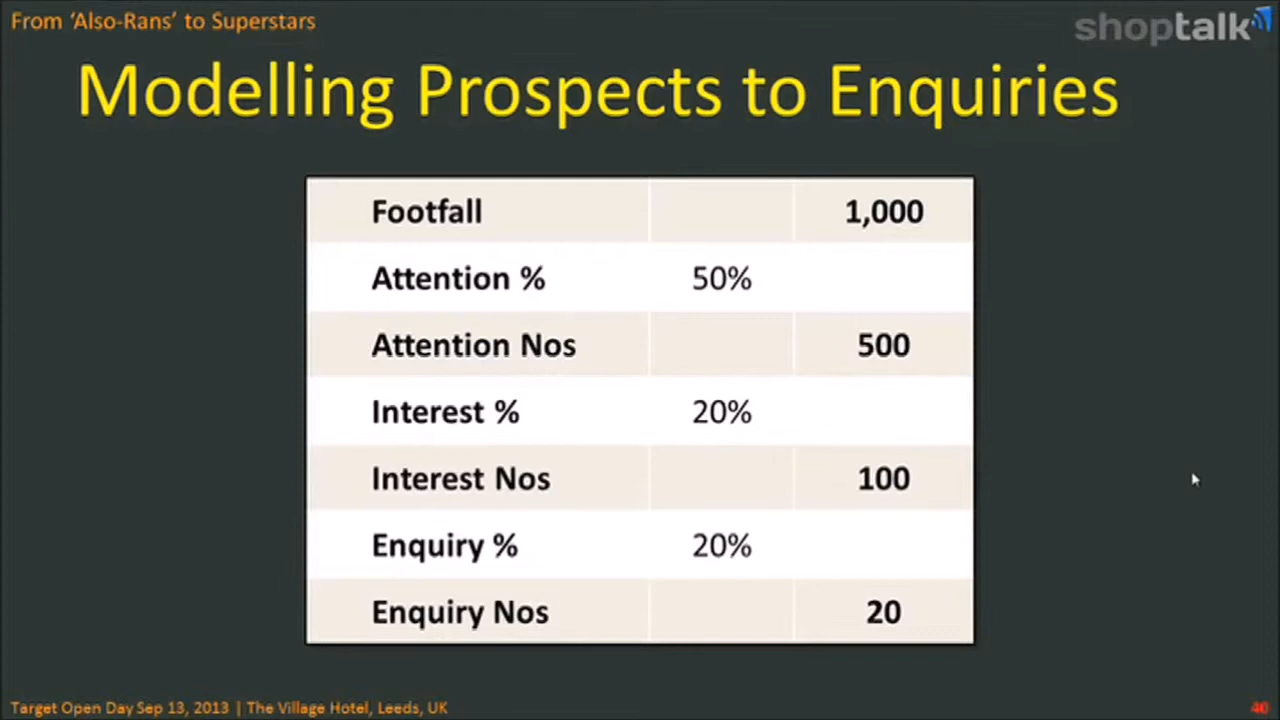 From ‘Also-Rans’ to Superstars
shoptalk
Modelling Prospects to Enquiries
Footfall 1,000
Attention % 50%
Attention Nos 500
Interest % 20%
Interest Nos 100
Enquiry % 20%
Enquiry Nos 20
Target Open Day Sep 13, 2013 | The Village Hotel, Leeds, UK
40